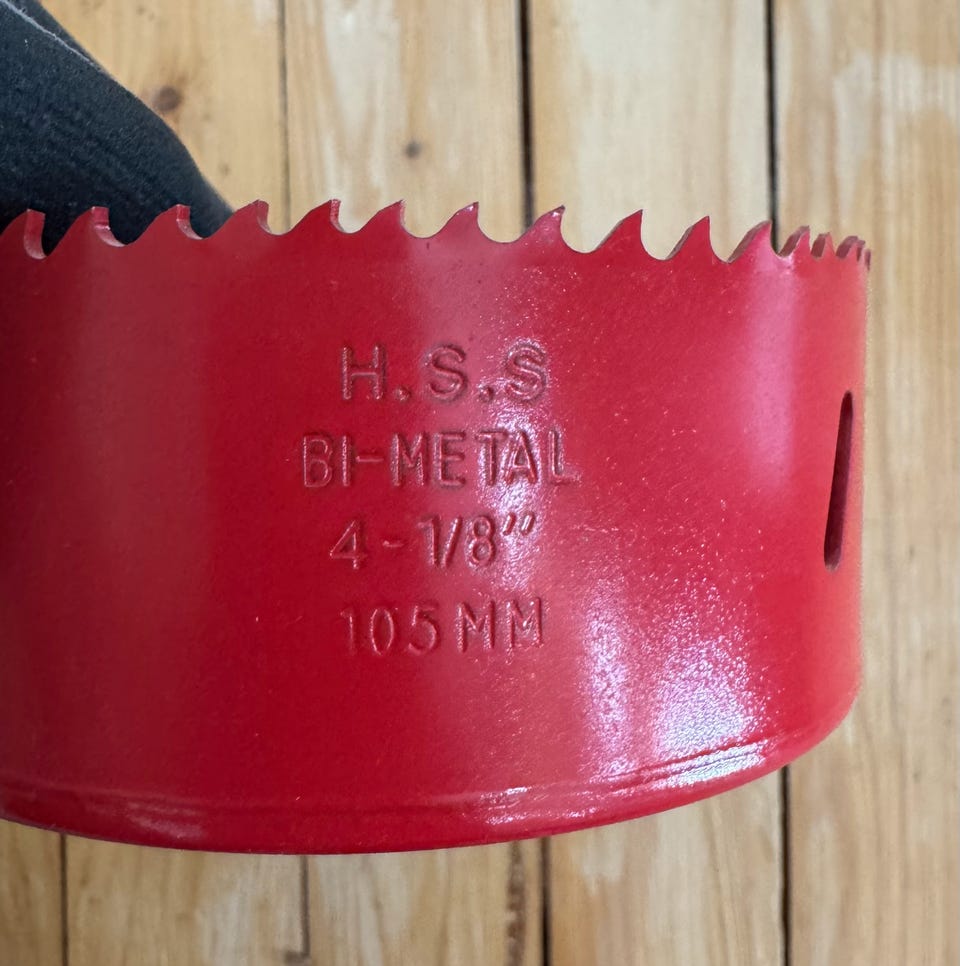 H.S.S
BI-METAL
4-1/8"
105MM